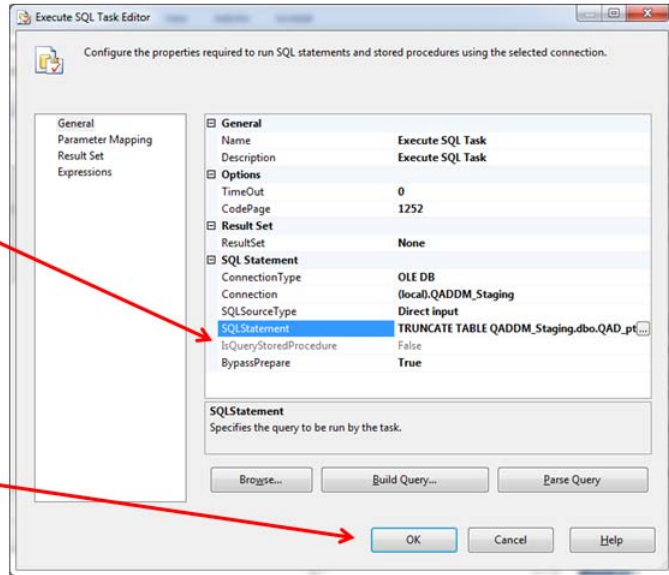 Execute SQL Task Editor
Configure the properties required to run SQL statements and stored procedures using the selected connection.
General
Parameter Mapping
Result Set
Expressions
General
Name Execute SQL Task
Description Execute SQL Task
Options
TimeOut 0
CodePage 1252
Result Set
ResultSet None
SQL Statement
ConnectionType OLE DB
Connection (local).QADDM_Staging
SQLSourceType Direct input
SQLStatement TRUNCATE TABLE QADDM_Staging.dbo.QAD_pt ...
IsQueryStoredProcedure False
BypassPrepare True
SQLStatement
Specifies the query to be run by the task.
Browse... Build Query... Parse Query
OK Cancel Help